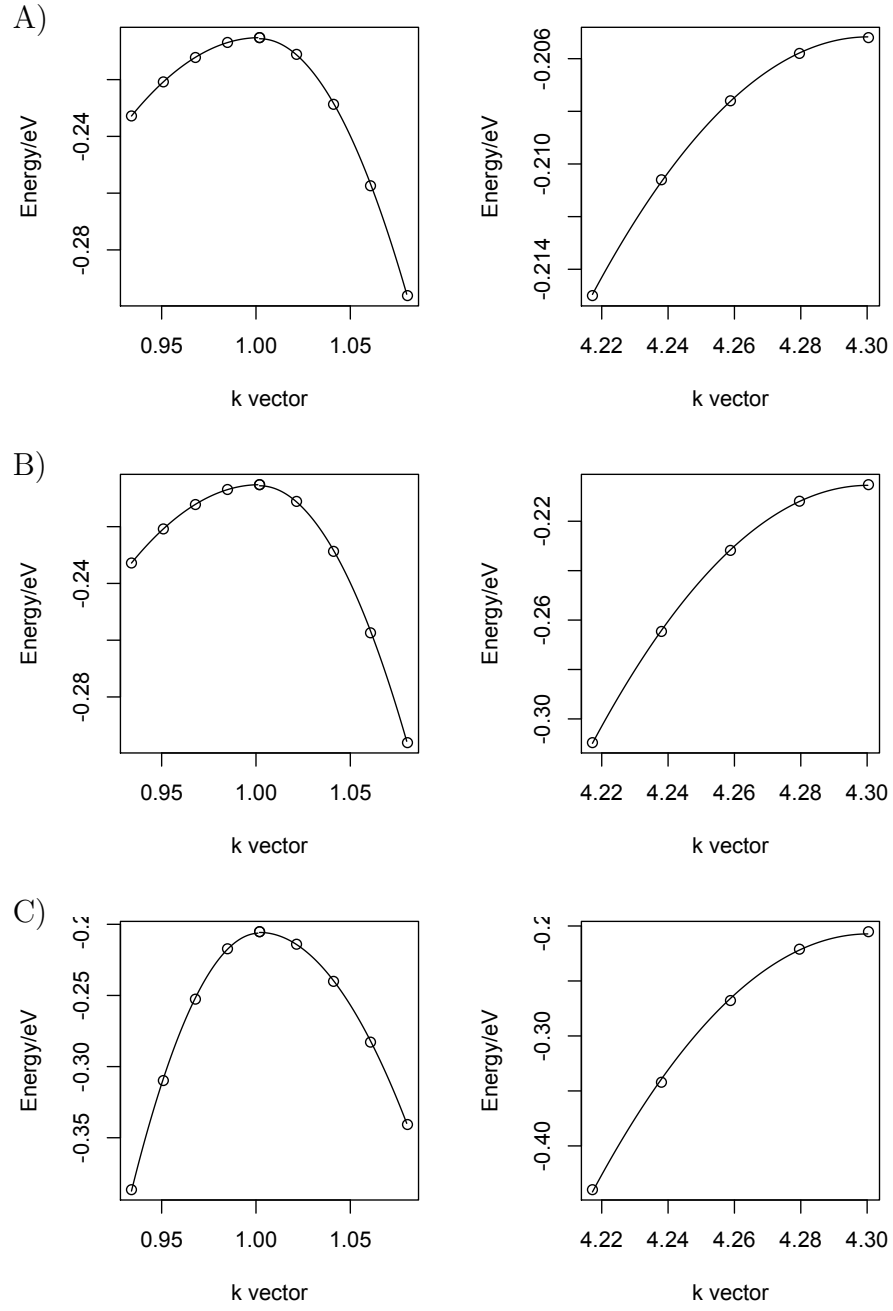 A)
Energy/eV
-0.24
-0.28
0.95 1.00 1.05
k vector
Energy/eV
-0.206
-0.210
-0.214
4.22 4.24 4.26 4.28 4.30
k vector
B)
Energy/eV
-0.24
-0.28
0.95 1.00 1.05
k vector
Energy/eV
-0.22
-0.26
-0.30
4.22 4.24 4.26 4.28 4.30
k vector
C)
Energy/eV
-0.2
-0.25
-0.30
-0.35
0.95 1.00 1.05
k vector
Energy/eV
-0.2
-0.30
-0.40
4.22 4.24 4.26 4.28 4.30
k vector